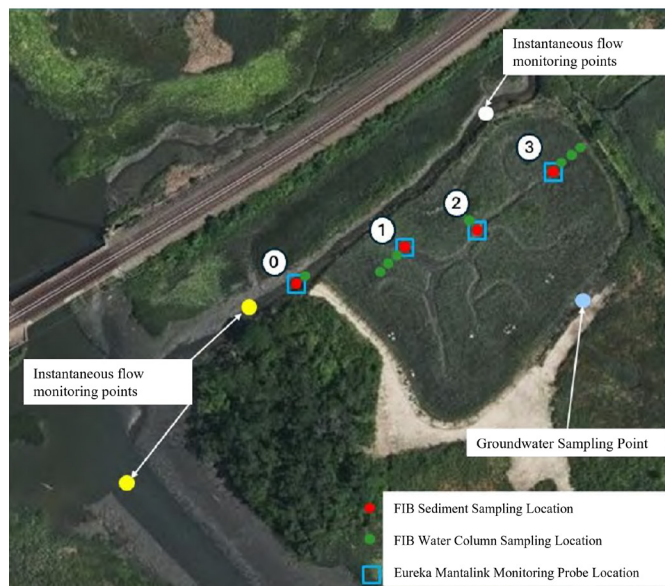 Instantaneous flow
monitoring points
3
2
1
0
Instantaneous flow
monitoring points
Groundwater Sampling Point
FIB Sediment Sampling Location
FIB Water Column Sampling Location
Eureka Mantalink Monitoring Probe Location